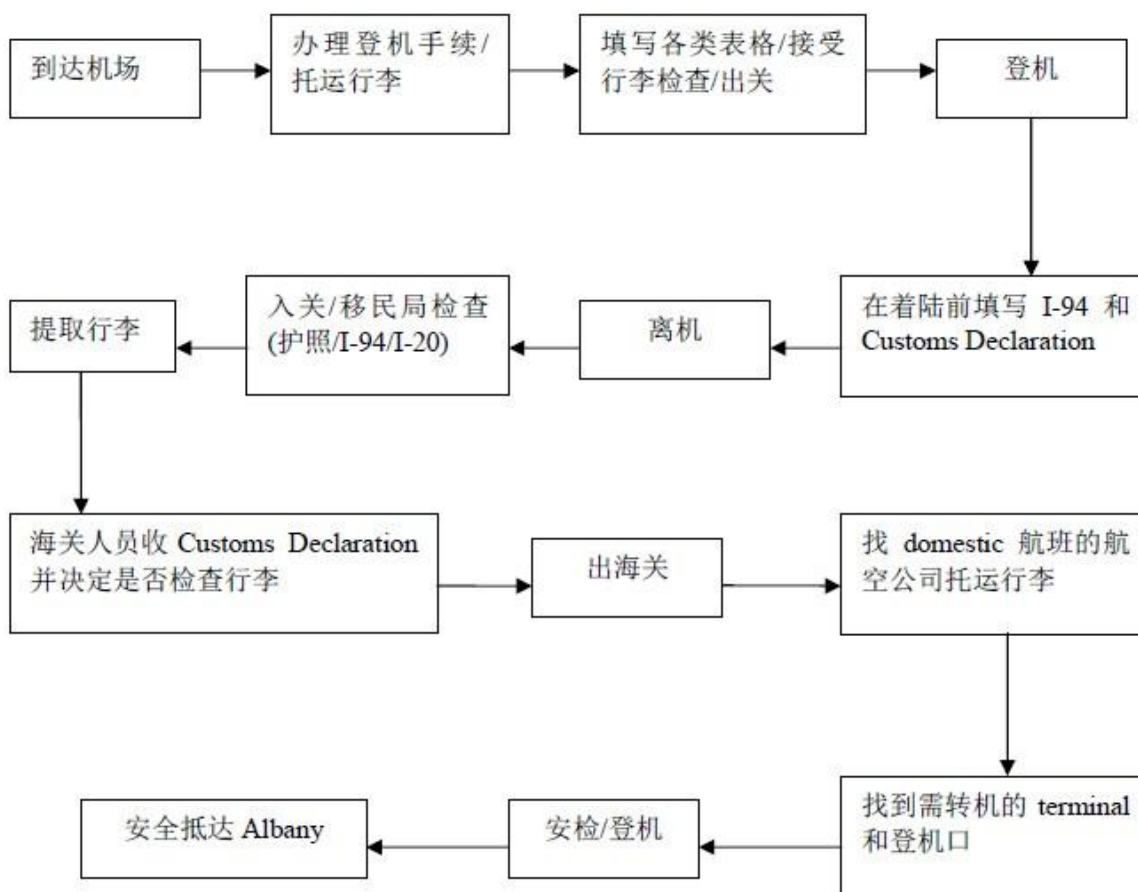 到达机场
办理登机手续/
托运行李
填写各类表格/接受
行李检查/出关
登机
在着陆前填写 I-94 和
Customs Declaration
离机
入关/移民局检查
(护照/I-94/I-20)
提取行李
海关人员收 Customs Declaration
并决定是否检查行李
出海关
找 domestic 航班的航
空公司托运行李
找到需转机的 terminal
和登机口
安检/登机
安全抵达 Albany